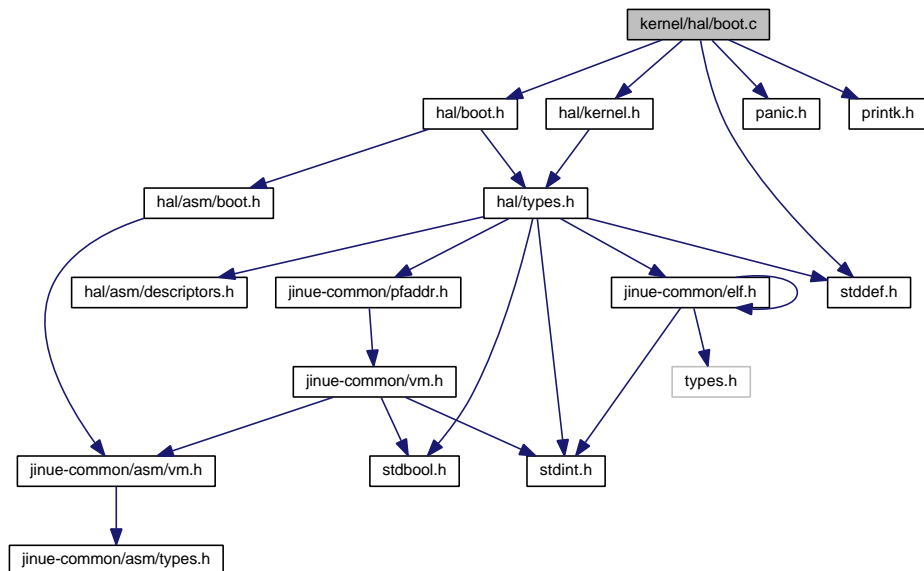 kernel/hal/boot.c
hal/boot.h
hal/kernel.h
panic.h
printk.h
hal/asm/boot.h
hal/types.h
hal/asm/descriptors.h
jinue-common/pfaddr.h
jinue-common/elf.h
stddef.h
jinue-common/vm.h
types.h
jinue-common/asm/vm.h
stdbool.h
stdint.h
jinue-common/asm/types.h